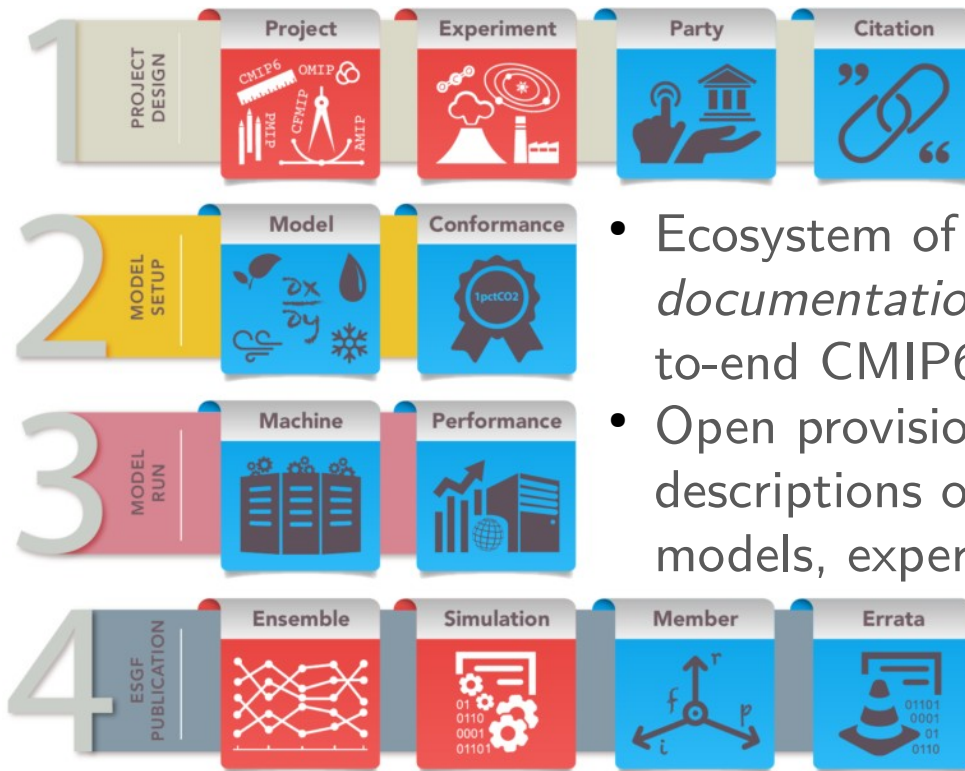 1
PROJECT
DESIGN
Project
CMIP6
OMIP
PMIP
CFMIP
AMIP
Experiment
Party
Citation
2
MODEL
SETUP
Model
∂x
∂y
Conformance
1pctCO2
• Ecosystem of
documentatio
to-end CMIP6
3
MODEL
RUN
Machine
Performance
• Open provisio
descriptions o
models, exper
4
ESGF
PUBLICATION
Ensemble
Simulation
01
0110
0001
01101
Member
r
f
i
p
Errata
01101
0001
01
0110